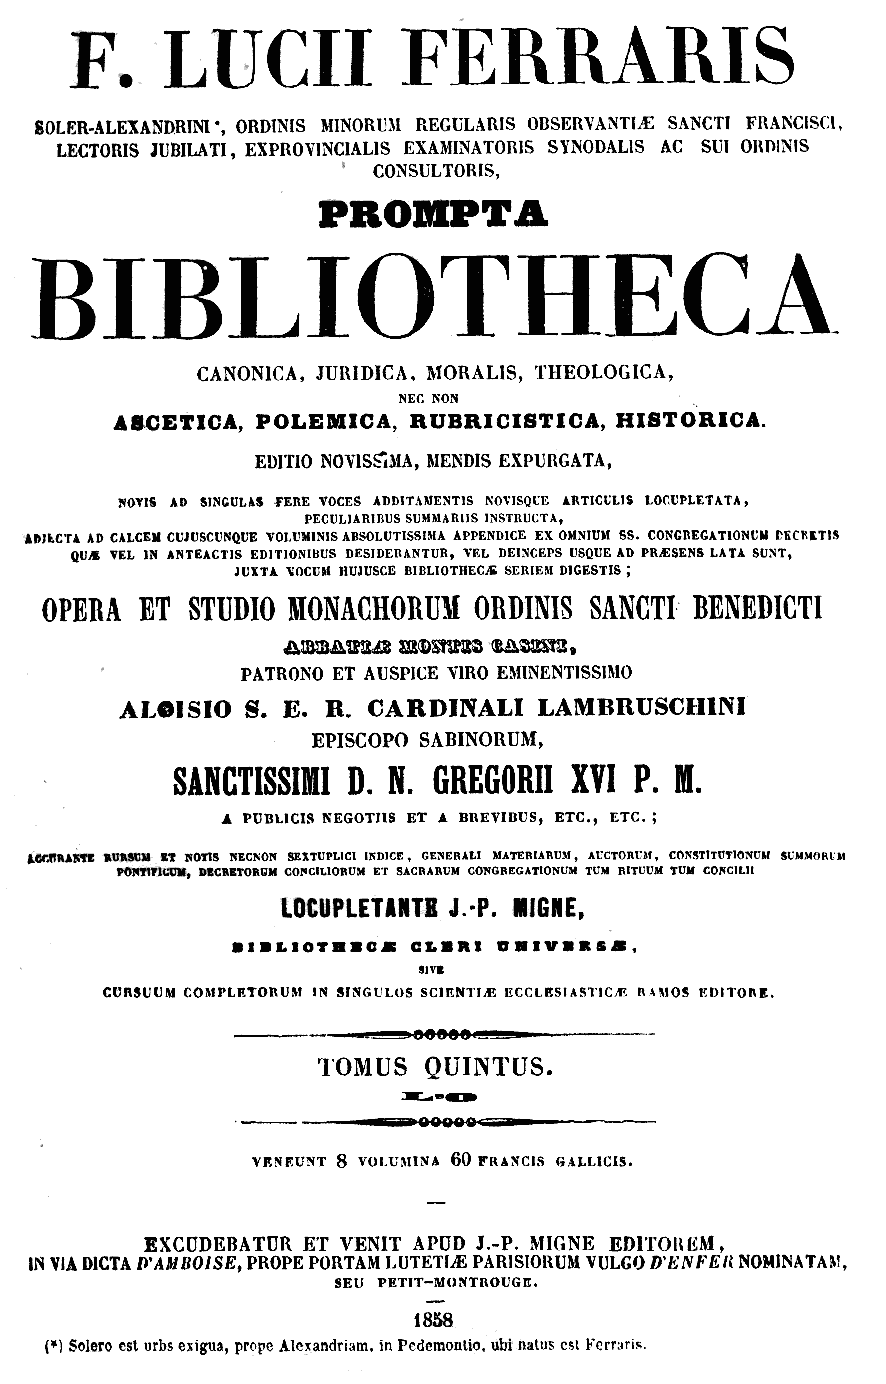 F. LUCII FERRARIS
SOLER-ALEXANDRINI *, ORDINIS MINORUM REGULARIS OBSERVANTIÆ SANCTI FRANCISCI,
LECTORIS JUBILATI, EXPROVINCIALIS EXAMINATORIS SYNODALIS AC SUI ORDINIS
CONSULTORIS,
PROMPTA
BIBLIOTHECA
CANONICA, JURIDICA, MORALIS, THEOLOGICA,
NEC NON
ASCETICA, POLEMICA, RUBRICISTICA, HISTORICA.
EDITIO NOVISSIMA, MENDIS EXPURGATA,
NOVIS AD SINGULAS FERE VOCES ADDITAMENTIS NOVISQUE ARTICULIS LOCUPLETATA,
PECULIARIBUS SUMMARIIS INSTRUCTA,
ADJECTA AD CALCEM CUJUSCUNQUE VOLUMINIS ABSOLUTISSIMA APPENDICE EX OMNIUM SS. CONGREGATIONUM DECRETIS
QUÆ VEL IN ANTEACTIS EDITIONIBUS DESIDERANTUR, VEL DEINCEPS USQUE AD PRÆSENS LATA SUNT,
JUXTA VOCUM HUJUSCE BIBLIOTHECÆ SERIEM DIGESTIS ;
OPERA ET STUDIO MONACHORUM ORDINIS SANCTI BENEDICTI
ABBATIÆ MONTIS CASINI,
PATRONO ET AUSPICE VIRO EMINENTISSIMO
ALOISIO S. E. R. CARDINALI LAMBRUSCHINI
EPISCOPO SABINORUM,
SANCTISSIMI D. N. GREGORII XVI P. M.
A PUBLICIS NEGOTIIS ET A BREVIBUS, ETC., ETC. ;
ACCURANTE RURSUM ET NOTIS NECNON SEXTUPLICI INDICE, GENERALI MATERIARUM, AUCTORUM, CONSTITUTIONUM SUMMORUM
PONTIFICUM, DECRETORUM CONCILIORUM ET SACRARUM CONGREGATIONUM TUM RITUUM TUM CONCILII
LOCUPLETANTE J.-P. MIGNE,
BIBLIOTHECÆ CLERI UNIVERSÆ,
SIVE
CURSUUM COMPLETORUM IN SINGULOS SCIENTIÆ ECCLESIASTICÆ RAMOS EDITORE.
TOMUS QUINTUS.
L-O
VENEUNT 8 VOLUMINA 60 FRANCIS GALLICIS.
EXCUDEBATUR ET VENIT APUD J.-P. MIGNE EDITOREM,
IN VIA DICTA D'AMBOISE, PROPE PORTAM LUTETIÆ PARISIORUM VULGO D'ENFER NOMINATAM,
SEU PETIT-MONTROUGE.
1858
(*) Solero est urbs exigua, prope Alexandriam, in Pedemontio, ubi natus est Ferraris.